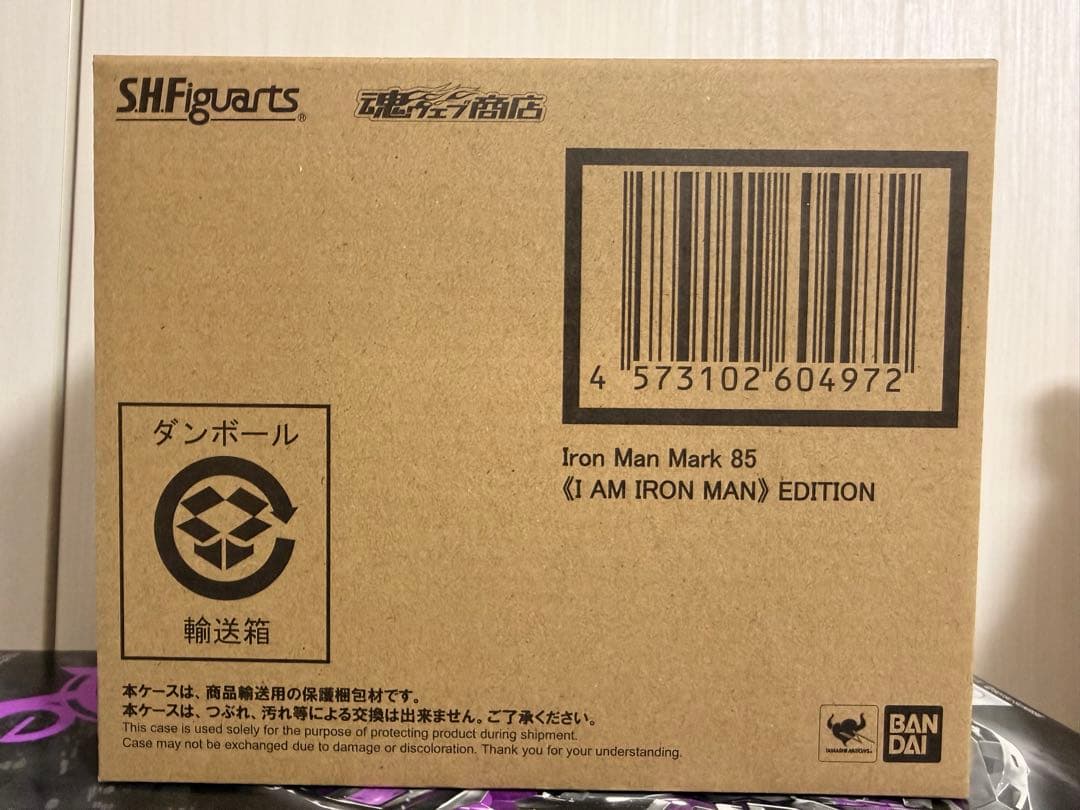 S.H.Figuarts®
魂ウェブ商店
4 573102 604972
Iron Man Mark 85
《I AM IRON MAN》 EDITION
ダンボール
輸送箱
本ケースは、商品輸送用の保護梱包材です。
本ケースは、つぶれ、汚れ等による交換は出来ません。ご了承ください。
This case is used solely for the purpose of protecting product during shipment.
Case may not be exchanged due to damage or discoloration. Thank you for your understanding.
TAMASHII NATIONS
BAN
DAI